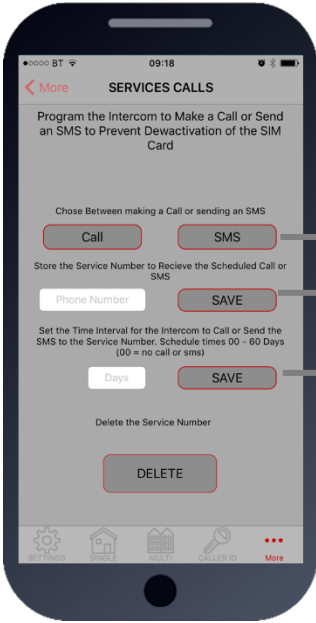 BT 09:18
More SERVICES CALLS
Program the Intercom to Make a Call or Send
an SMS to Prevent Dewactivation of the SIM
Card
Chose Between making a Call or sending an SMS
Call SMS
Store the Service Number to Recieve the Scheduled Call or
SMS
Phone Number SAVE
Set the Time Interval for the Intercom to Call or Send the
SMS to the Service Number. Schedule times 00 - 60 Days
(00 = no call or sms)
Days SAVE
Delete the Service Number
DELETE
SETTINGS SINGLE MULTI CALLER ID More